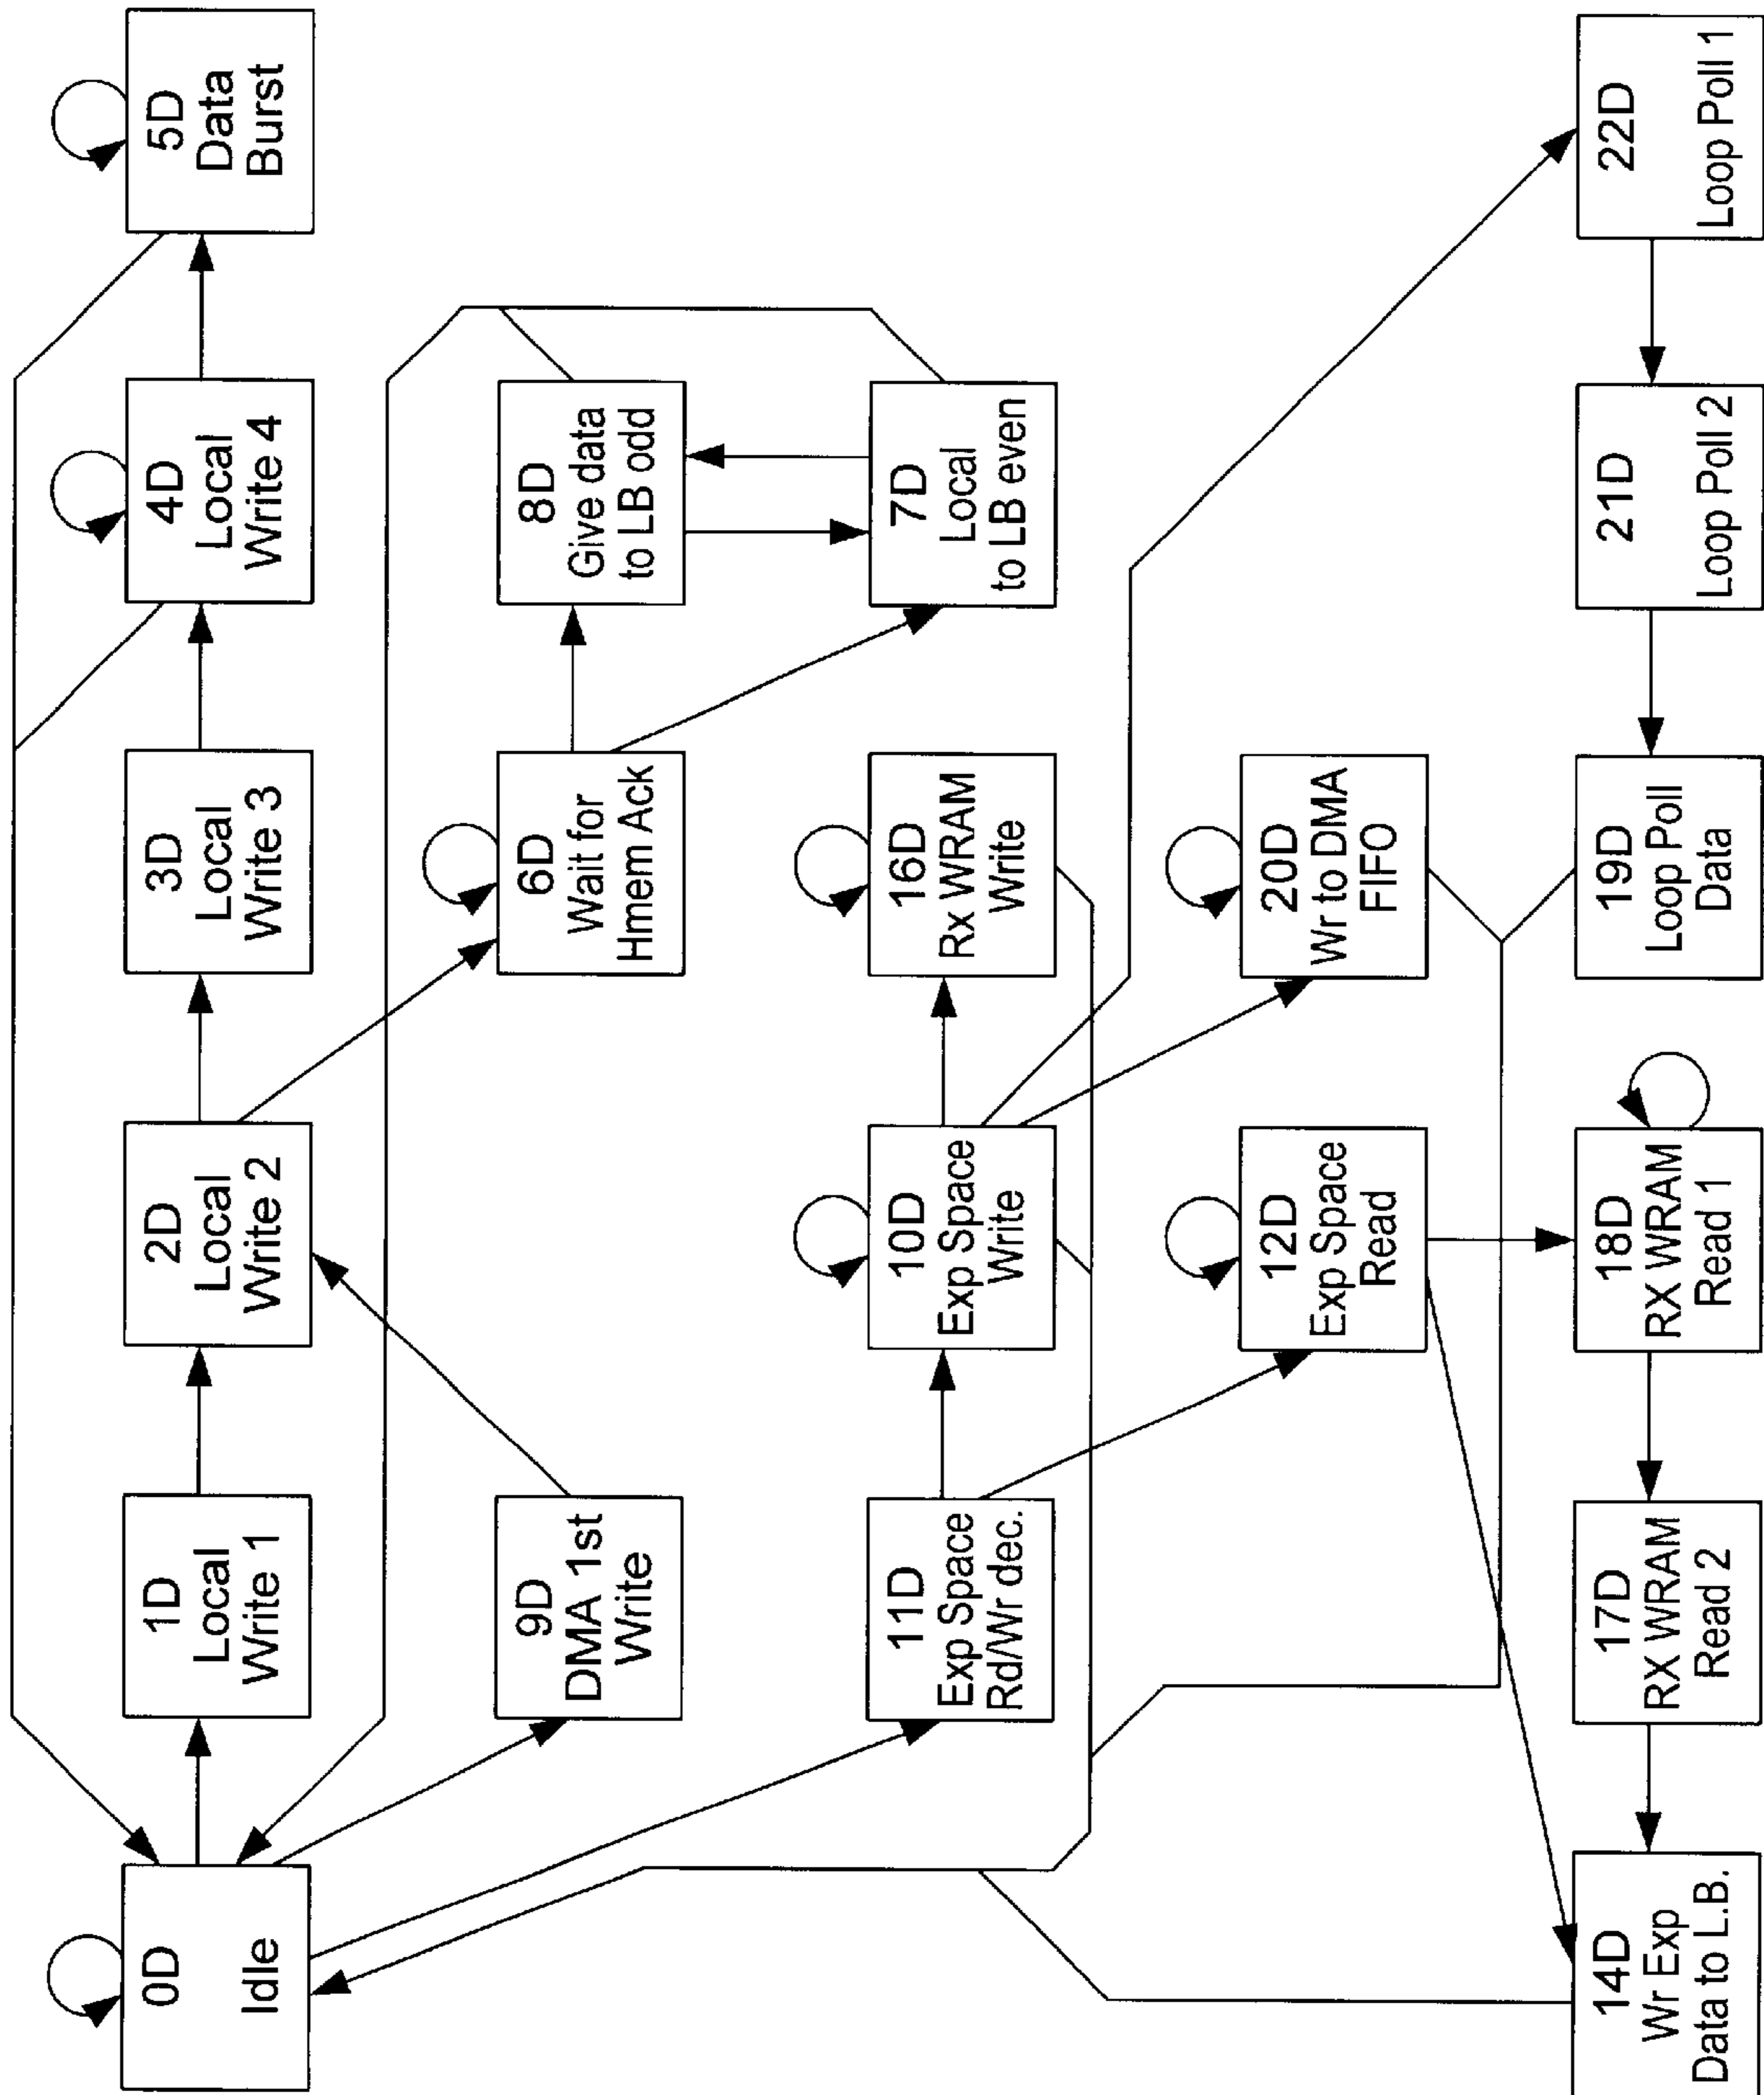 0D
Idle
1D
Local
Write 1
2D
Local
Write 2
3D
Local
Write 3
4D
Local
Write 4
5D
Data
Burst
9D
DMA 1st
Write
6D
Wait for
Hmem Ack
8D
Give data
to LB odd
7D
Local
to LB even
11D
Exp Space
Rd/Wr dec.
10D
Exp Space
Write
16D
Rx WRAM
Write
12D
Exp Space
Read
20D
Wr to DMA
FIFO
14D
Wr Exp
Data to L.B.
17D
RX WRAM
Read 2
18D
RX WRAM
Read 1
19D
Loop Poll
Data
21D
Loop Poll 2
22D
Loop Poll 1